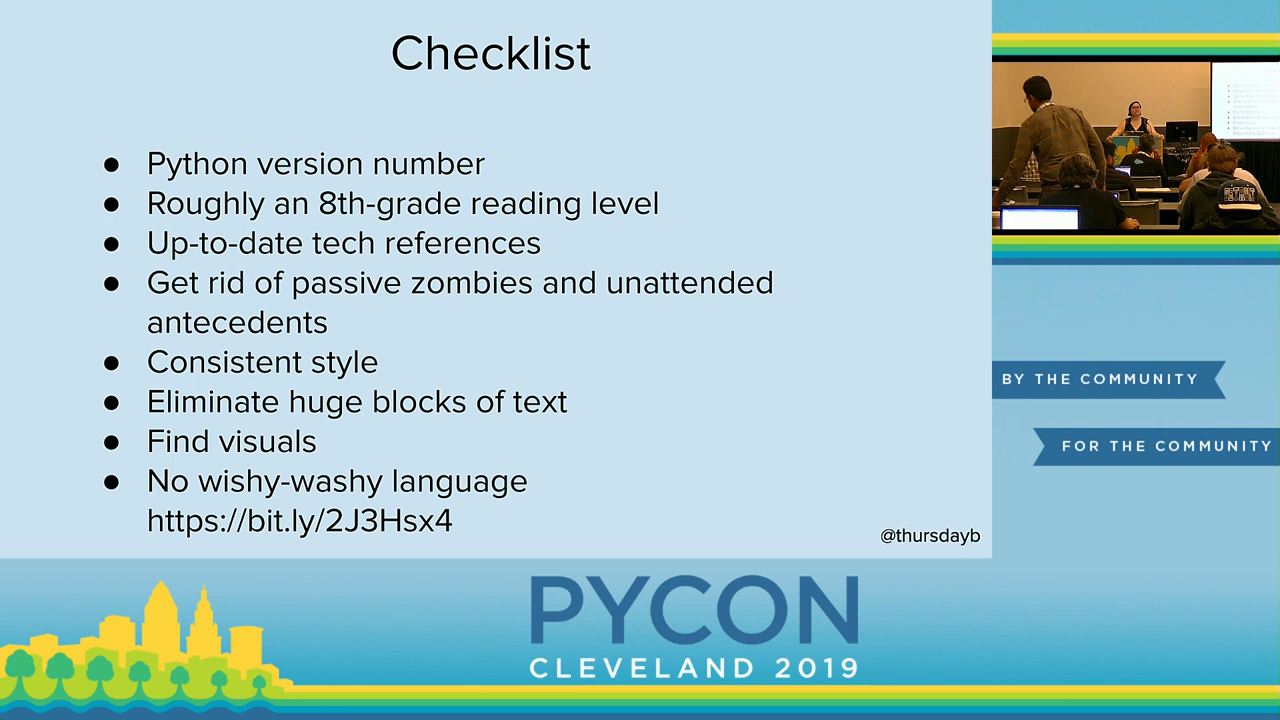 Checklist
● Python version number
● Roughly an 8th-grade reading level
● Up-to-date tech references
● Get rid of passive zombies and unattended
antecedents
● Consistent style
● Eliminate huge blocks of text
● Find visuals
● No wishy-washy language
https://bit.ly/2J3Hsx4
@thursdayb
DETROIT
BY THE COMMUNITY
FOR THE COMMUNITY
PYCON
CLEVELAND 2019